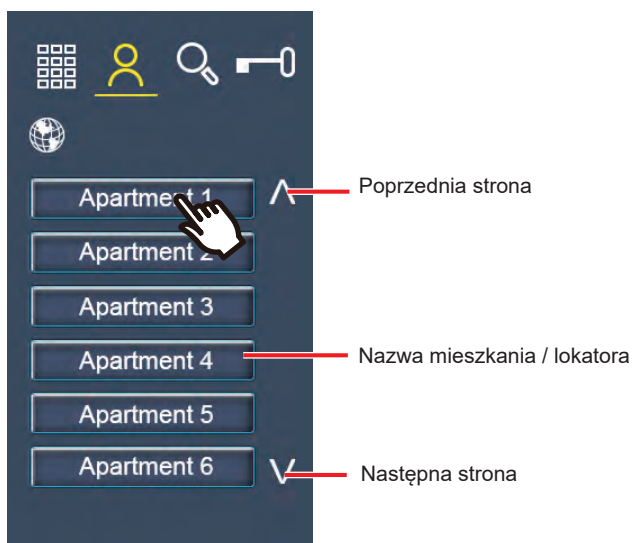 Apartment 1
Poprzednia strona
Apartment 2
Apartment 3
Apartment 4
Nazwa mieszkania / lokatora
Apartment 5
Apartment 6
Następna strona